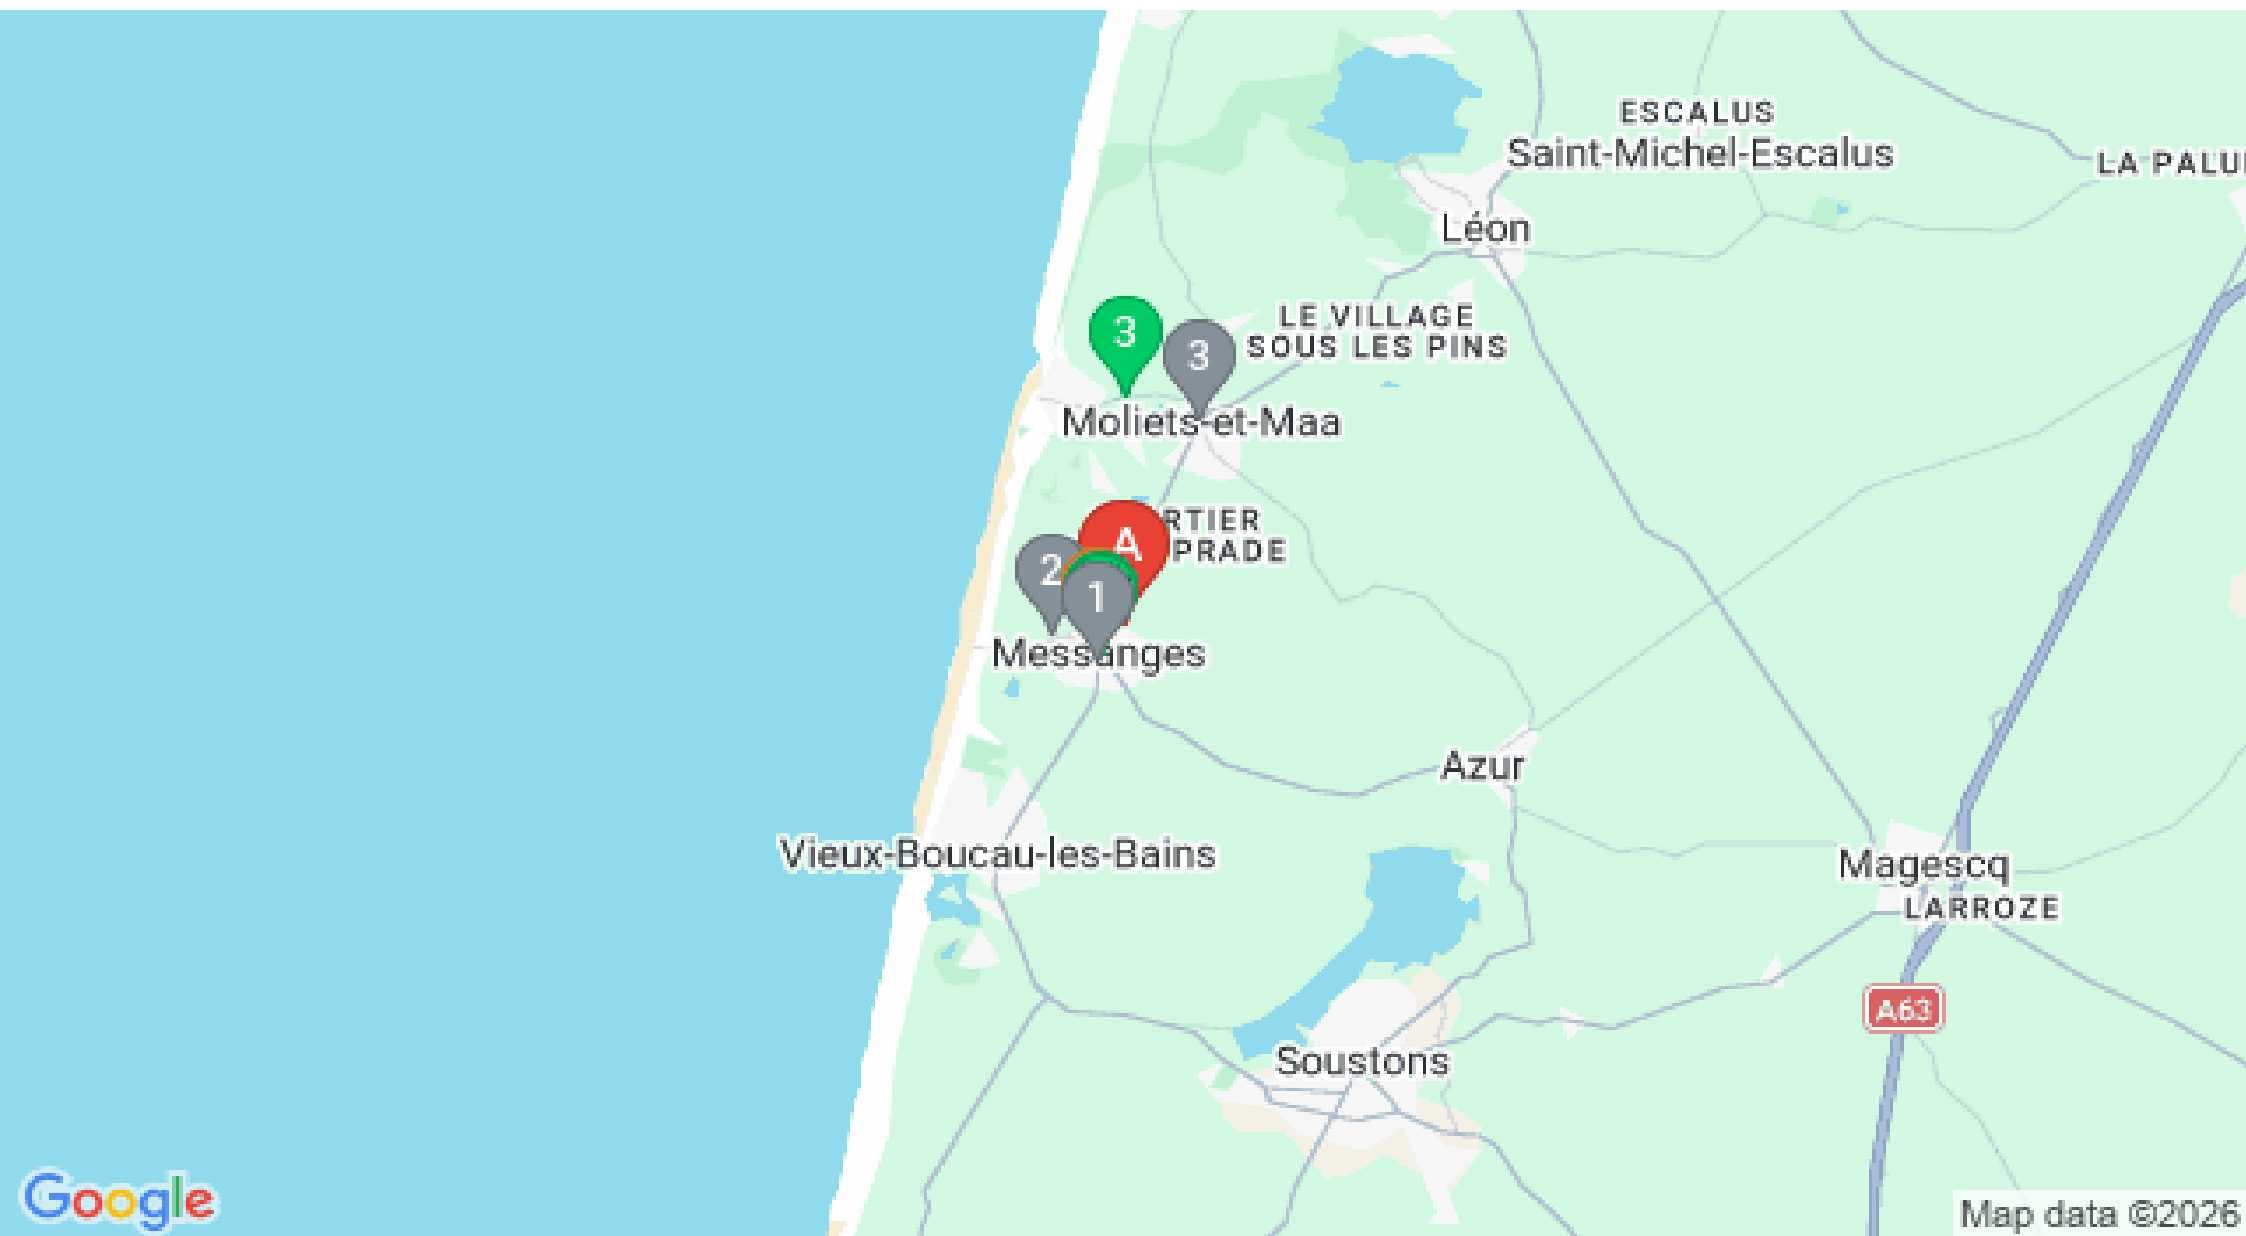 ESCALUS
Saint-Michel-Escalus
LA PALU
Léon
3
3
LE VILLAGE
SOUS LES PINS
Moliets-et-Maa
A
RTIER
PRADE
2
1
Messanges
Azur
Vieux-Boucau-les-Bains
Magescq
LARROZE
A63
Soustons
Google
Map data ©2026